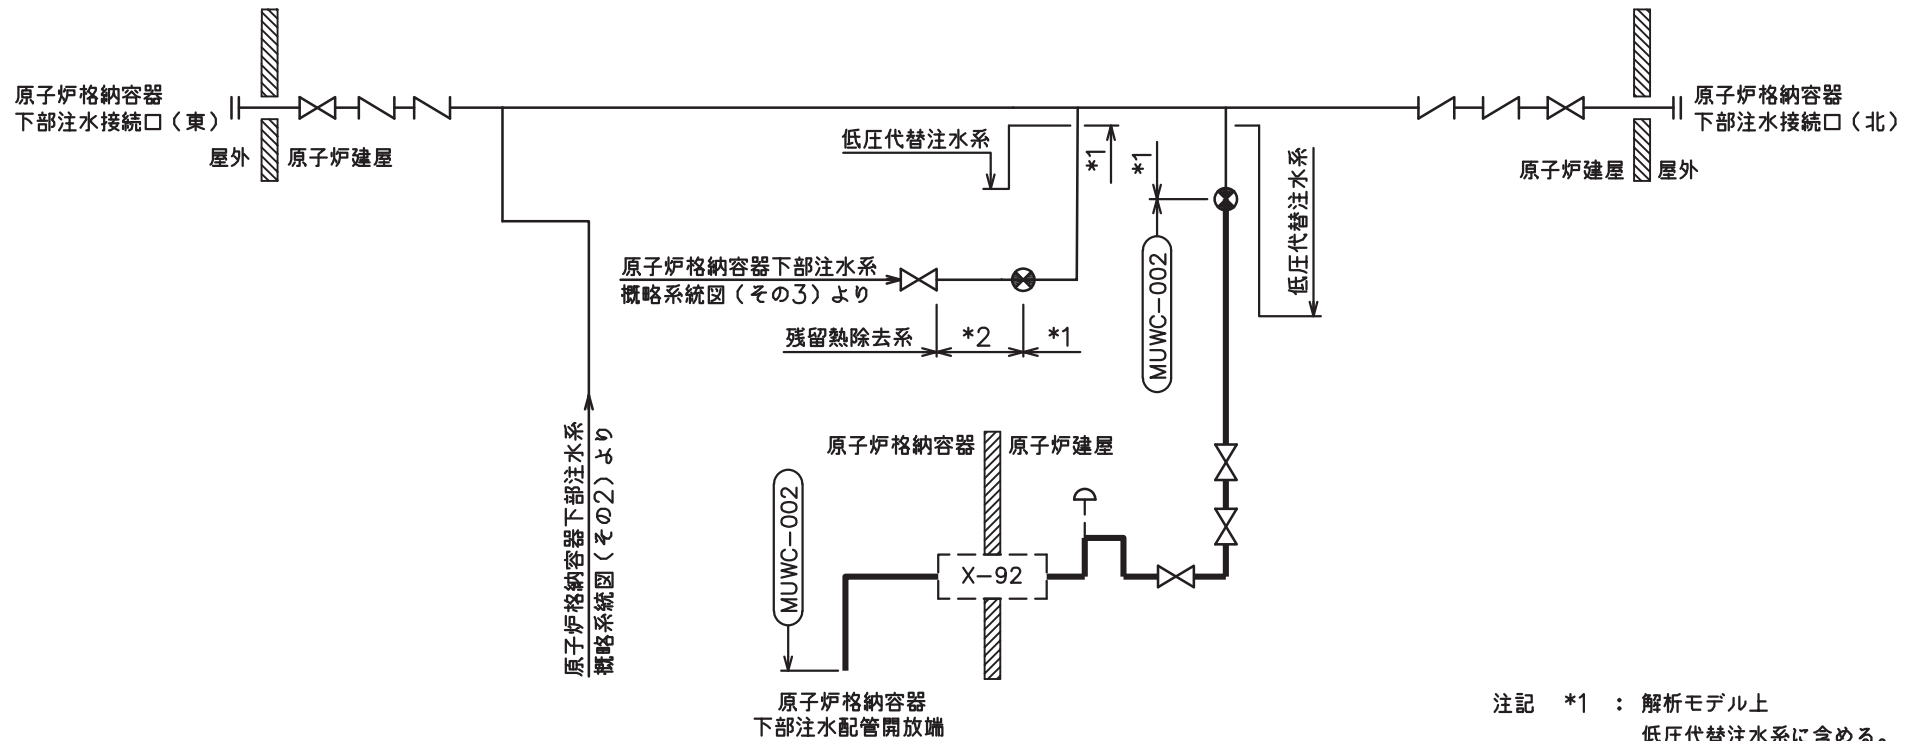 原子炉格納容器
下部注水接続口（東）
屋外
原子炉建屋
低圧代替注水系
*1
*1
原子炉格納容器
下部注水接続口（北）
原子炉建屋
屋外
低圧代替注水系
MUWC-002
原子炉格納容器下部注水系
概略系統図（その3）より
残留熱除去系
*2
*1
原子炉格納容器下部注水系
概略系統図（その2）より
原子炉格納容器
原子炉建屋
MUWC-002
X-92
原子炉格納容器
下部注水配管開放端
注記 *1 : 解析モデル上
低圧代替注水系に含める。